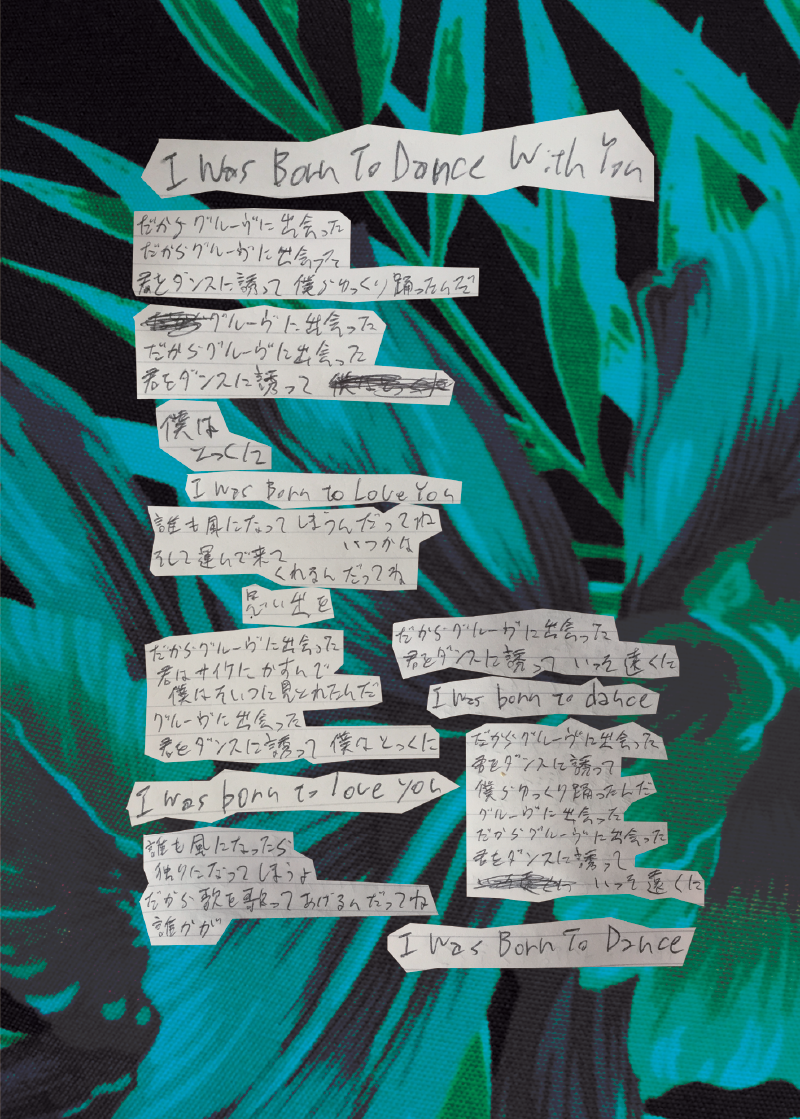 I Was Born To Dance With You
だからグルーヴに出会った
だからグルーヴに出会って
君をダンスに誘って 僕らゆっくり踊ったんだ
グルーヴに出会った
だからグルーヴに出会った
君をダンスに誘って
僕は
とっくに
I Was Born to Love You
誰も風になってしまうんだってね
いつかは
そして運んで来て
くれるんだってね
思い出を
だからグルーヴに出会った
君はサイケにかすんで
僕はそいつに見とれたんだ
グルーヴに出会った
君をダンスに誘って 僕はとっくに
I was born to love you
誰も風になったら
独りになってしまうよ
だから歌を歌ってあげるんだってね
誰かが
だからグルーヴに出会った
君をダンスに誘って いっそ遠くに
I was born to dance
だからグルーヴに出会った
君をダンスに誘って
僕らゆっくり踊ったんだ
グルーヴに出会った
だからグルーヴに出会った
君をダンスに誘って
いっそ遠くに
I Was Born To Dance